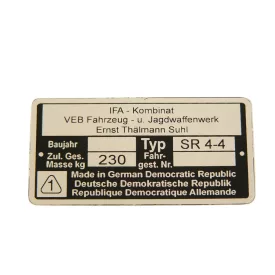 IFA - Kombinat
VEB Fahrzeug - u. Jagdwaffenwerk
Ernst Thälmann Suhl
Baujahr Typ SR 4-4
Zul. Ges. Masse kg 230 Fahr- gest. Nr.
1 Made in German Democratic Republic
Deutsche Demokratische Republik
Republique Democratique Allemande